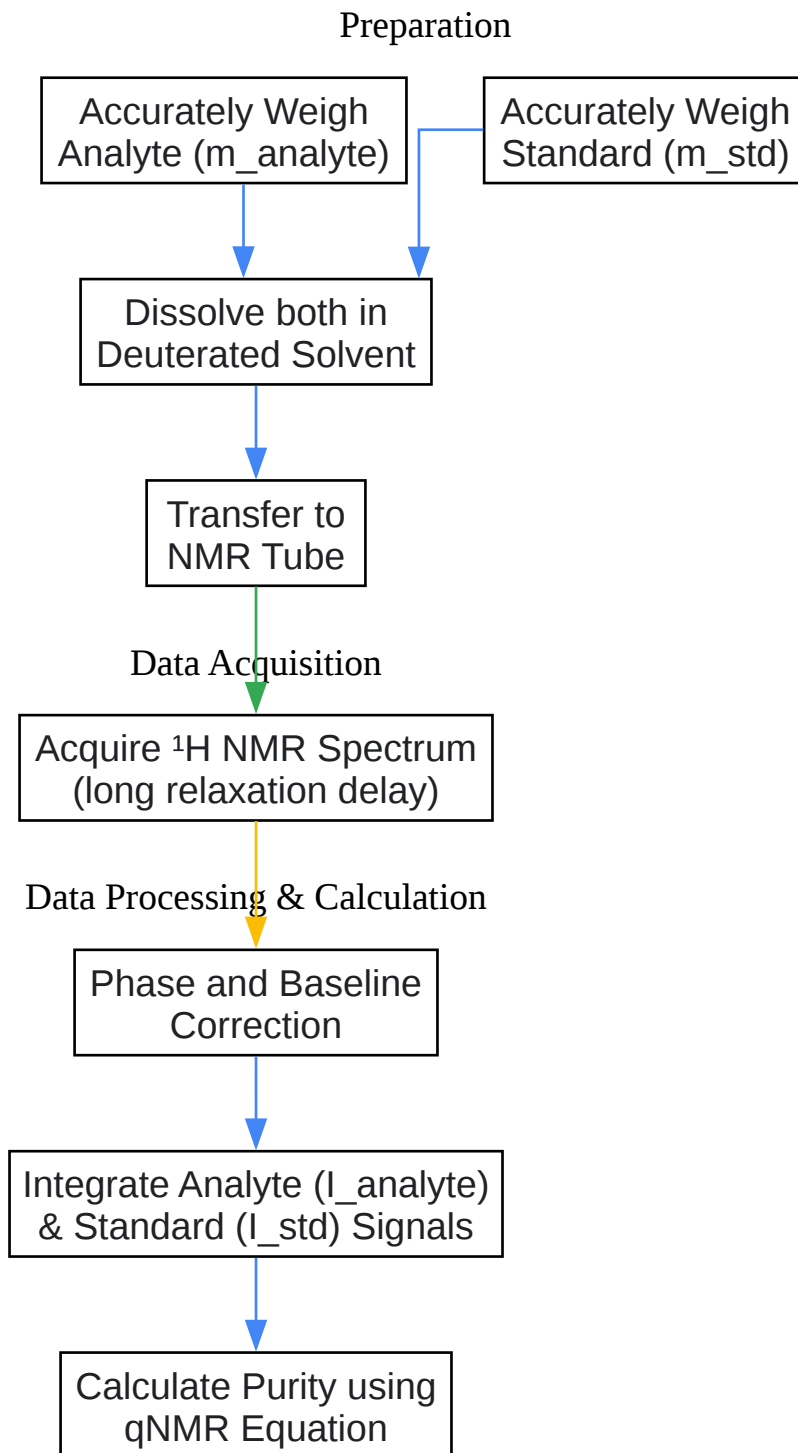 Preparation
Accurately Weigh
Analyte (m_analyte)
Accurately Weigh
Standard (m_std)
Dissolve both in
Deuterated Solvent
Transfer to
NMR Tube
Data Acquisition
Acquire ¹H NMR Spectrum
(long relaxation delay)
Data Processing & Calculation
Phase and Baseline
Correction
Integrate Analyte (I_analyte)
& Standard (I_std) Signals
Calculate Purity using
qNMR Equation